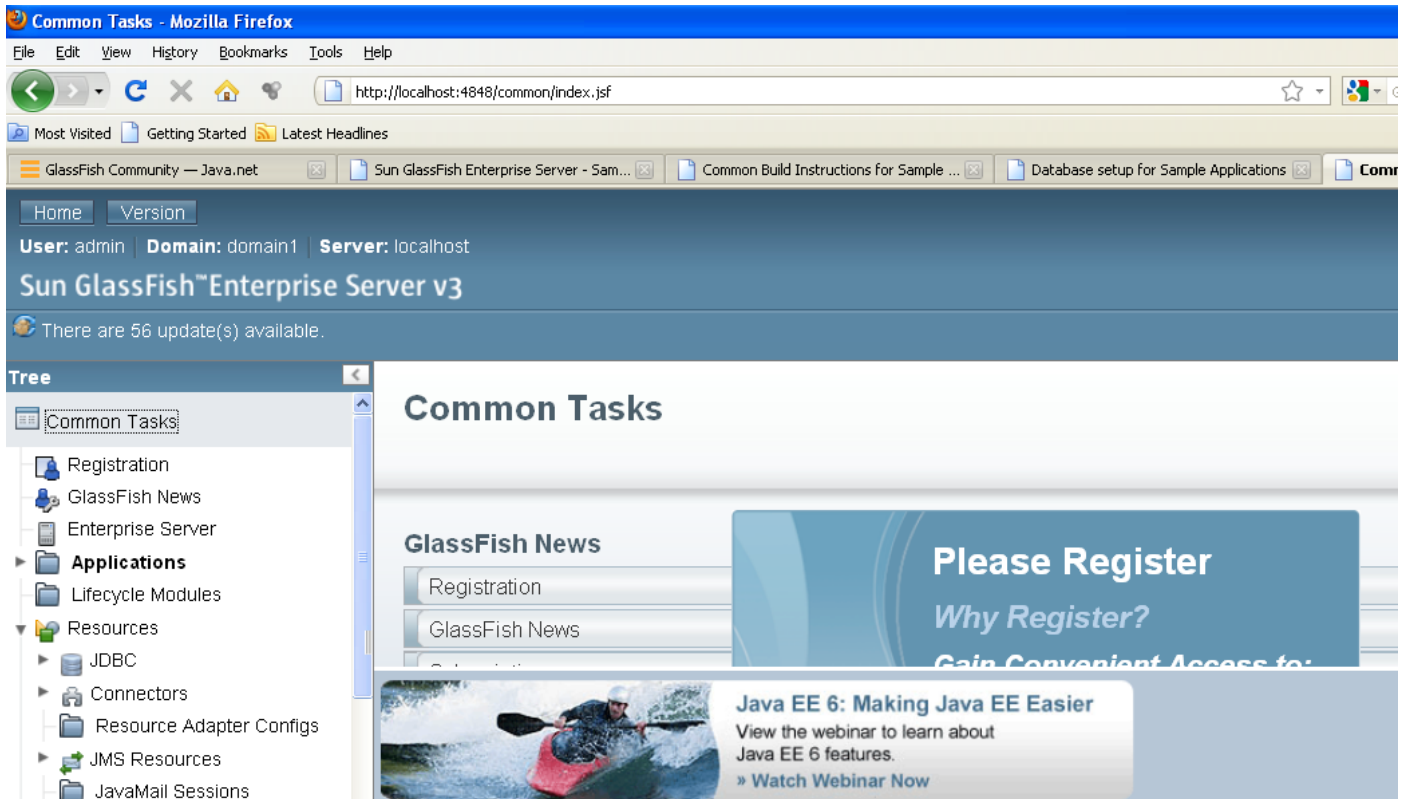 Common Tasks - Mozilla Firefox
File Edit View History Bookmarks Tools Help
http://localhost:4848/common/index.jsf
Most Visited Getting Started Latest Headlines
GlassFish Community — Java.net Sun GlassFish Enterprise Server - Sam... Common Build Instructions for Sample ... Database setup for Sample Applications Comm
Home Version
User: admin Domain: domain1 Server: localhost
Sun GlassFish™Enterprise Server v3
There are 56 update(s) available.
Tree
Common Tasks
Registration
GlassFish News
Enterprise Server
Applications
Lifecycle Modules
Resources
JDBC
Connectors
Resource Adapter Configs
JMS Resources
JavaMail Sessions
Common Tasks
GlassFish News
Registration
GlassFish News
Please Register
Why Register?
Gain Convenient Access to:
Java EE 6: Making Java EE Easier
View the webinar to learn about
Java EE 6 features.
» Watch Webinar Now